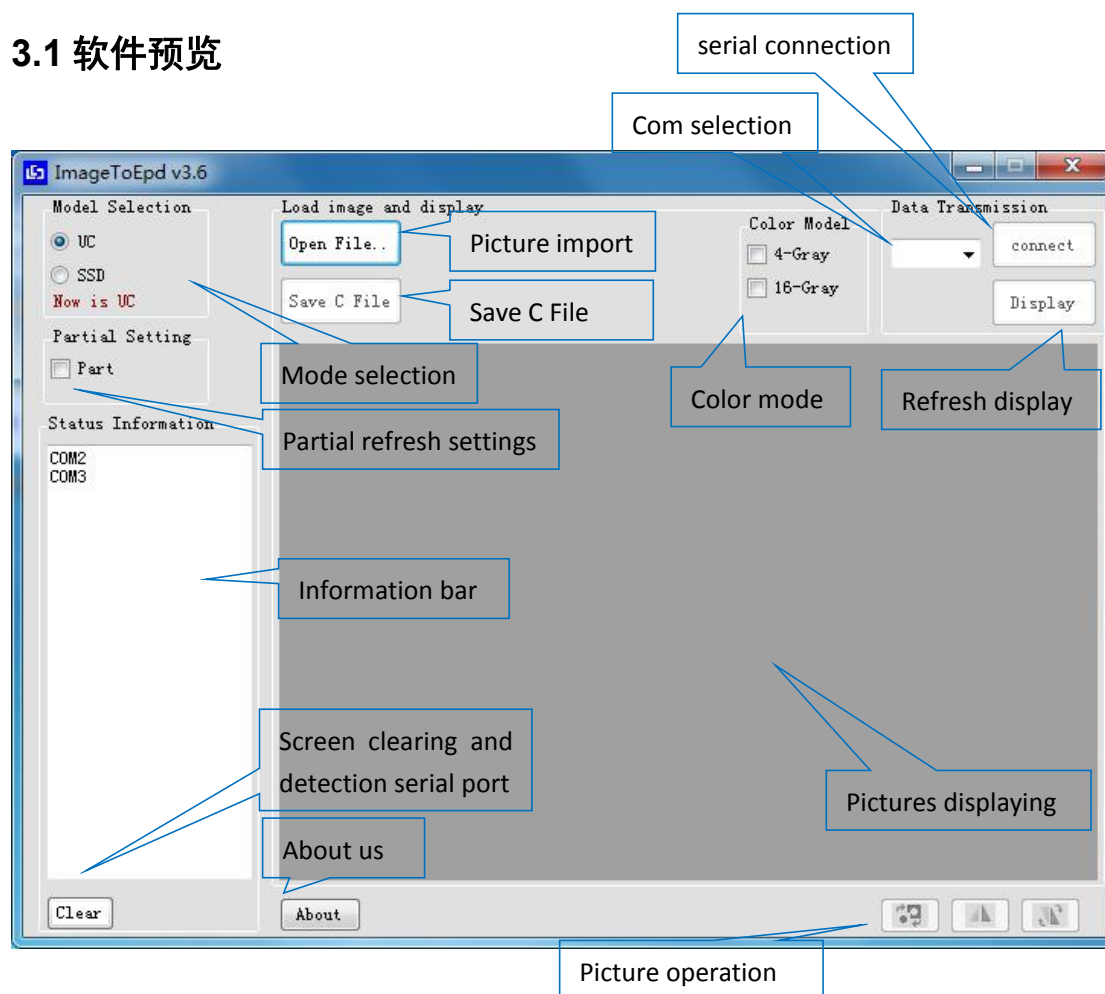 3.1 软件预览
serial connection
Com selection
ImageToEpd v3.6
Model Selection
Load image and display
Data Transmission
UC
Open File..
Picture import
Color Model
4-Gray
connect
SSD
Now is UC
Save C File
Save C File
16-Gray
Display
Partial Setting
Part
Mode selection
Color mode
Refresh display
Status Information
Partial refresh settings
COM2
COM3
Information bar
Screen clearing and
detection serial port
Pictures displaying
About us
Clear
About
Picture operation